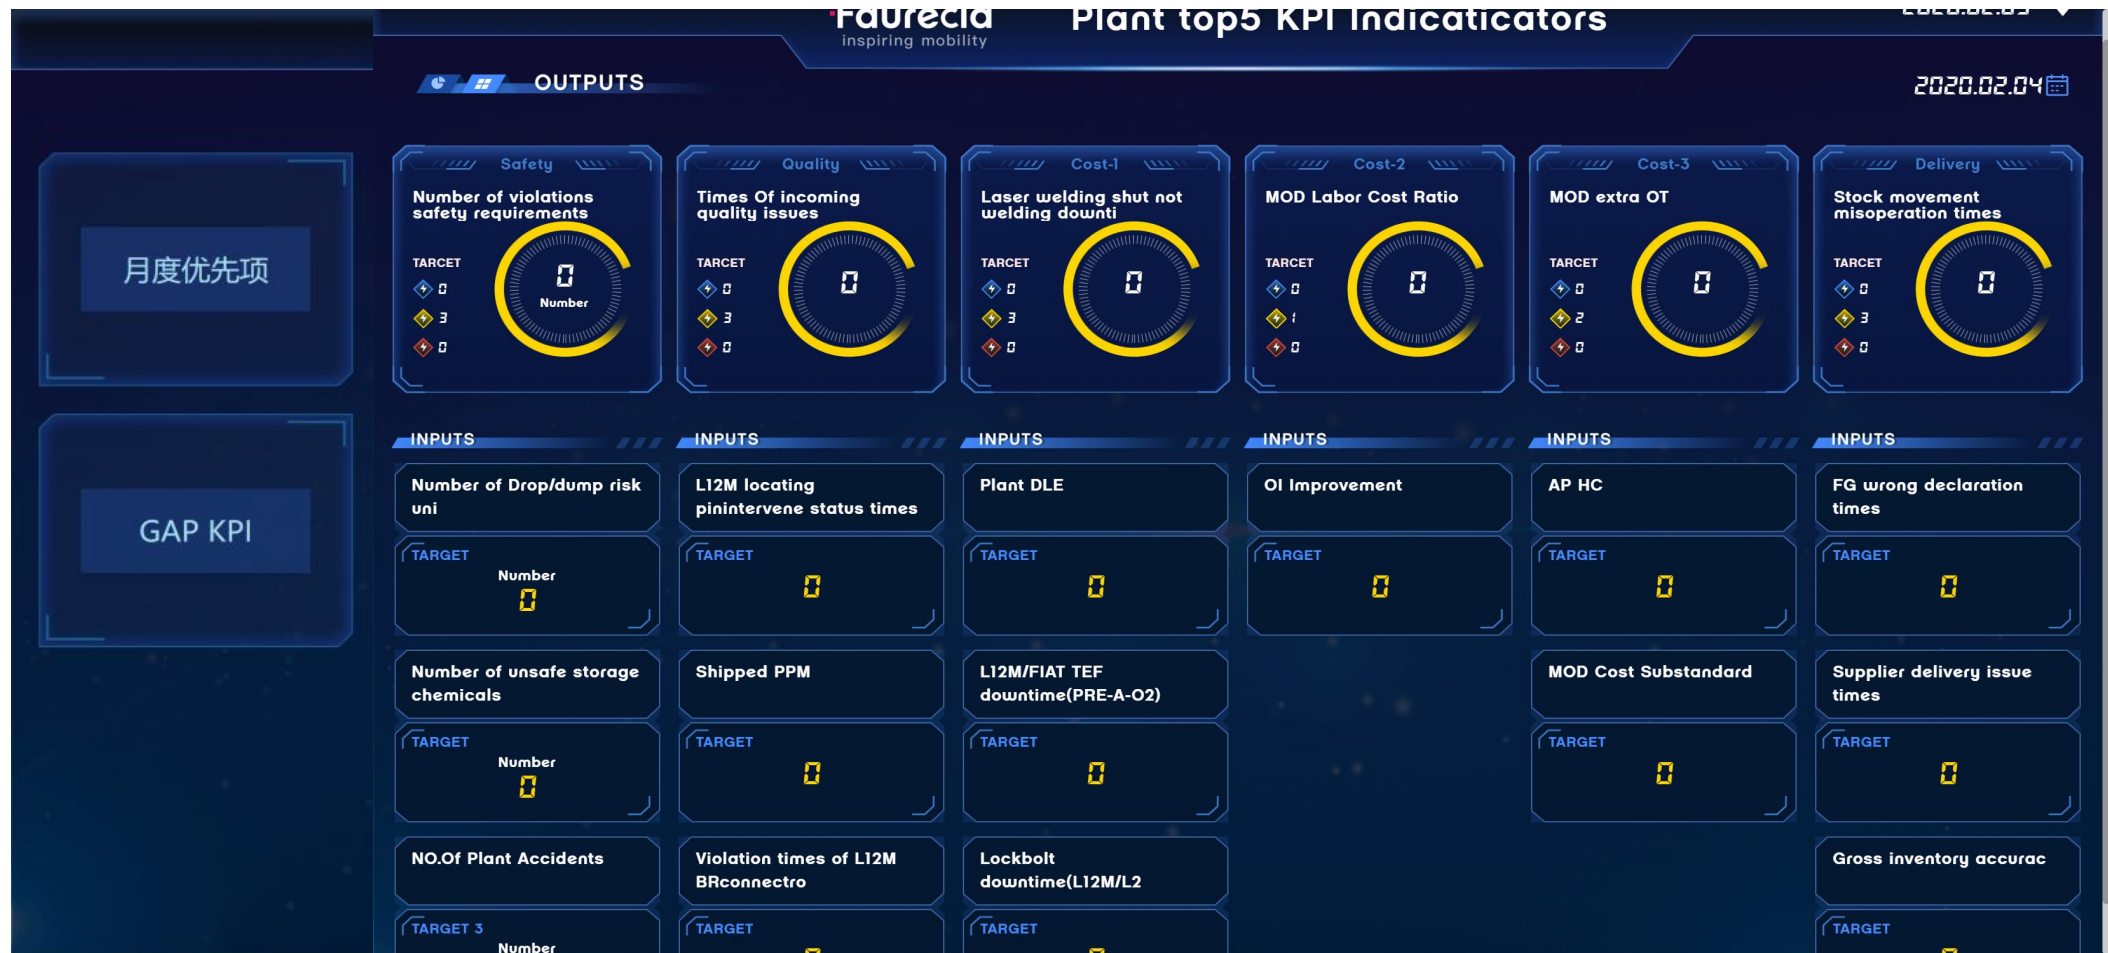 Faurecia
inspiring mobility
Plant top5 KPI Indicaticators
2020.02.03
OUTPUTS
2020.02.04
月度优先项
GAP KPI
Safety
Number of violations
safety requirements
TARCET
0
3
0
0
Number
Quality
Times Of incoming
quality issues
TARCET
0
3
0
0
Cost-1
Laser welding shut not
welding downti
TARCET
0
3
0
0
Cost-2
MOD Labor Cost Ratio
TARCET
0
1
0
0
Cost-3
MOD extra OT
TARCET
0
2
0
0
Delivery
Stock movement
misoperation times
TARCET
0
3
0
0
INPUTS
INPUTS
INPUTS
INPUTS
INPUTS
INPUTS
Number of Drop/dump risk
uni
L12M locating
pinintervene status times
Plant DLE
OI Improvement
AP HC
FG wrong declaration
times
TARGET
Number
0
TARGET
0
TARGET
0
TARGET
0
TARGET
0
TARGET
0
Number of unsafe storage
chemicals
Shipped PPM
L12M/FIAT TEF
downtime(PRE-A-O2)
MOD Cost Substandard
Supplier delivery issue
times
TARGET
Number
0
TARGET
0
TARGET
0
TARGET
0
TARGET
0
NO.Of Plant Accidents
Violation times of L12M
BRconnectro
Lockbolt
downtime(L12M/L2
Gross inventory accurac
TARGET 3
Number
TARGET
TARGET
TARGET